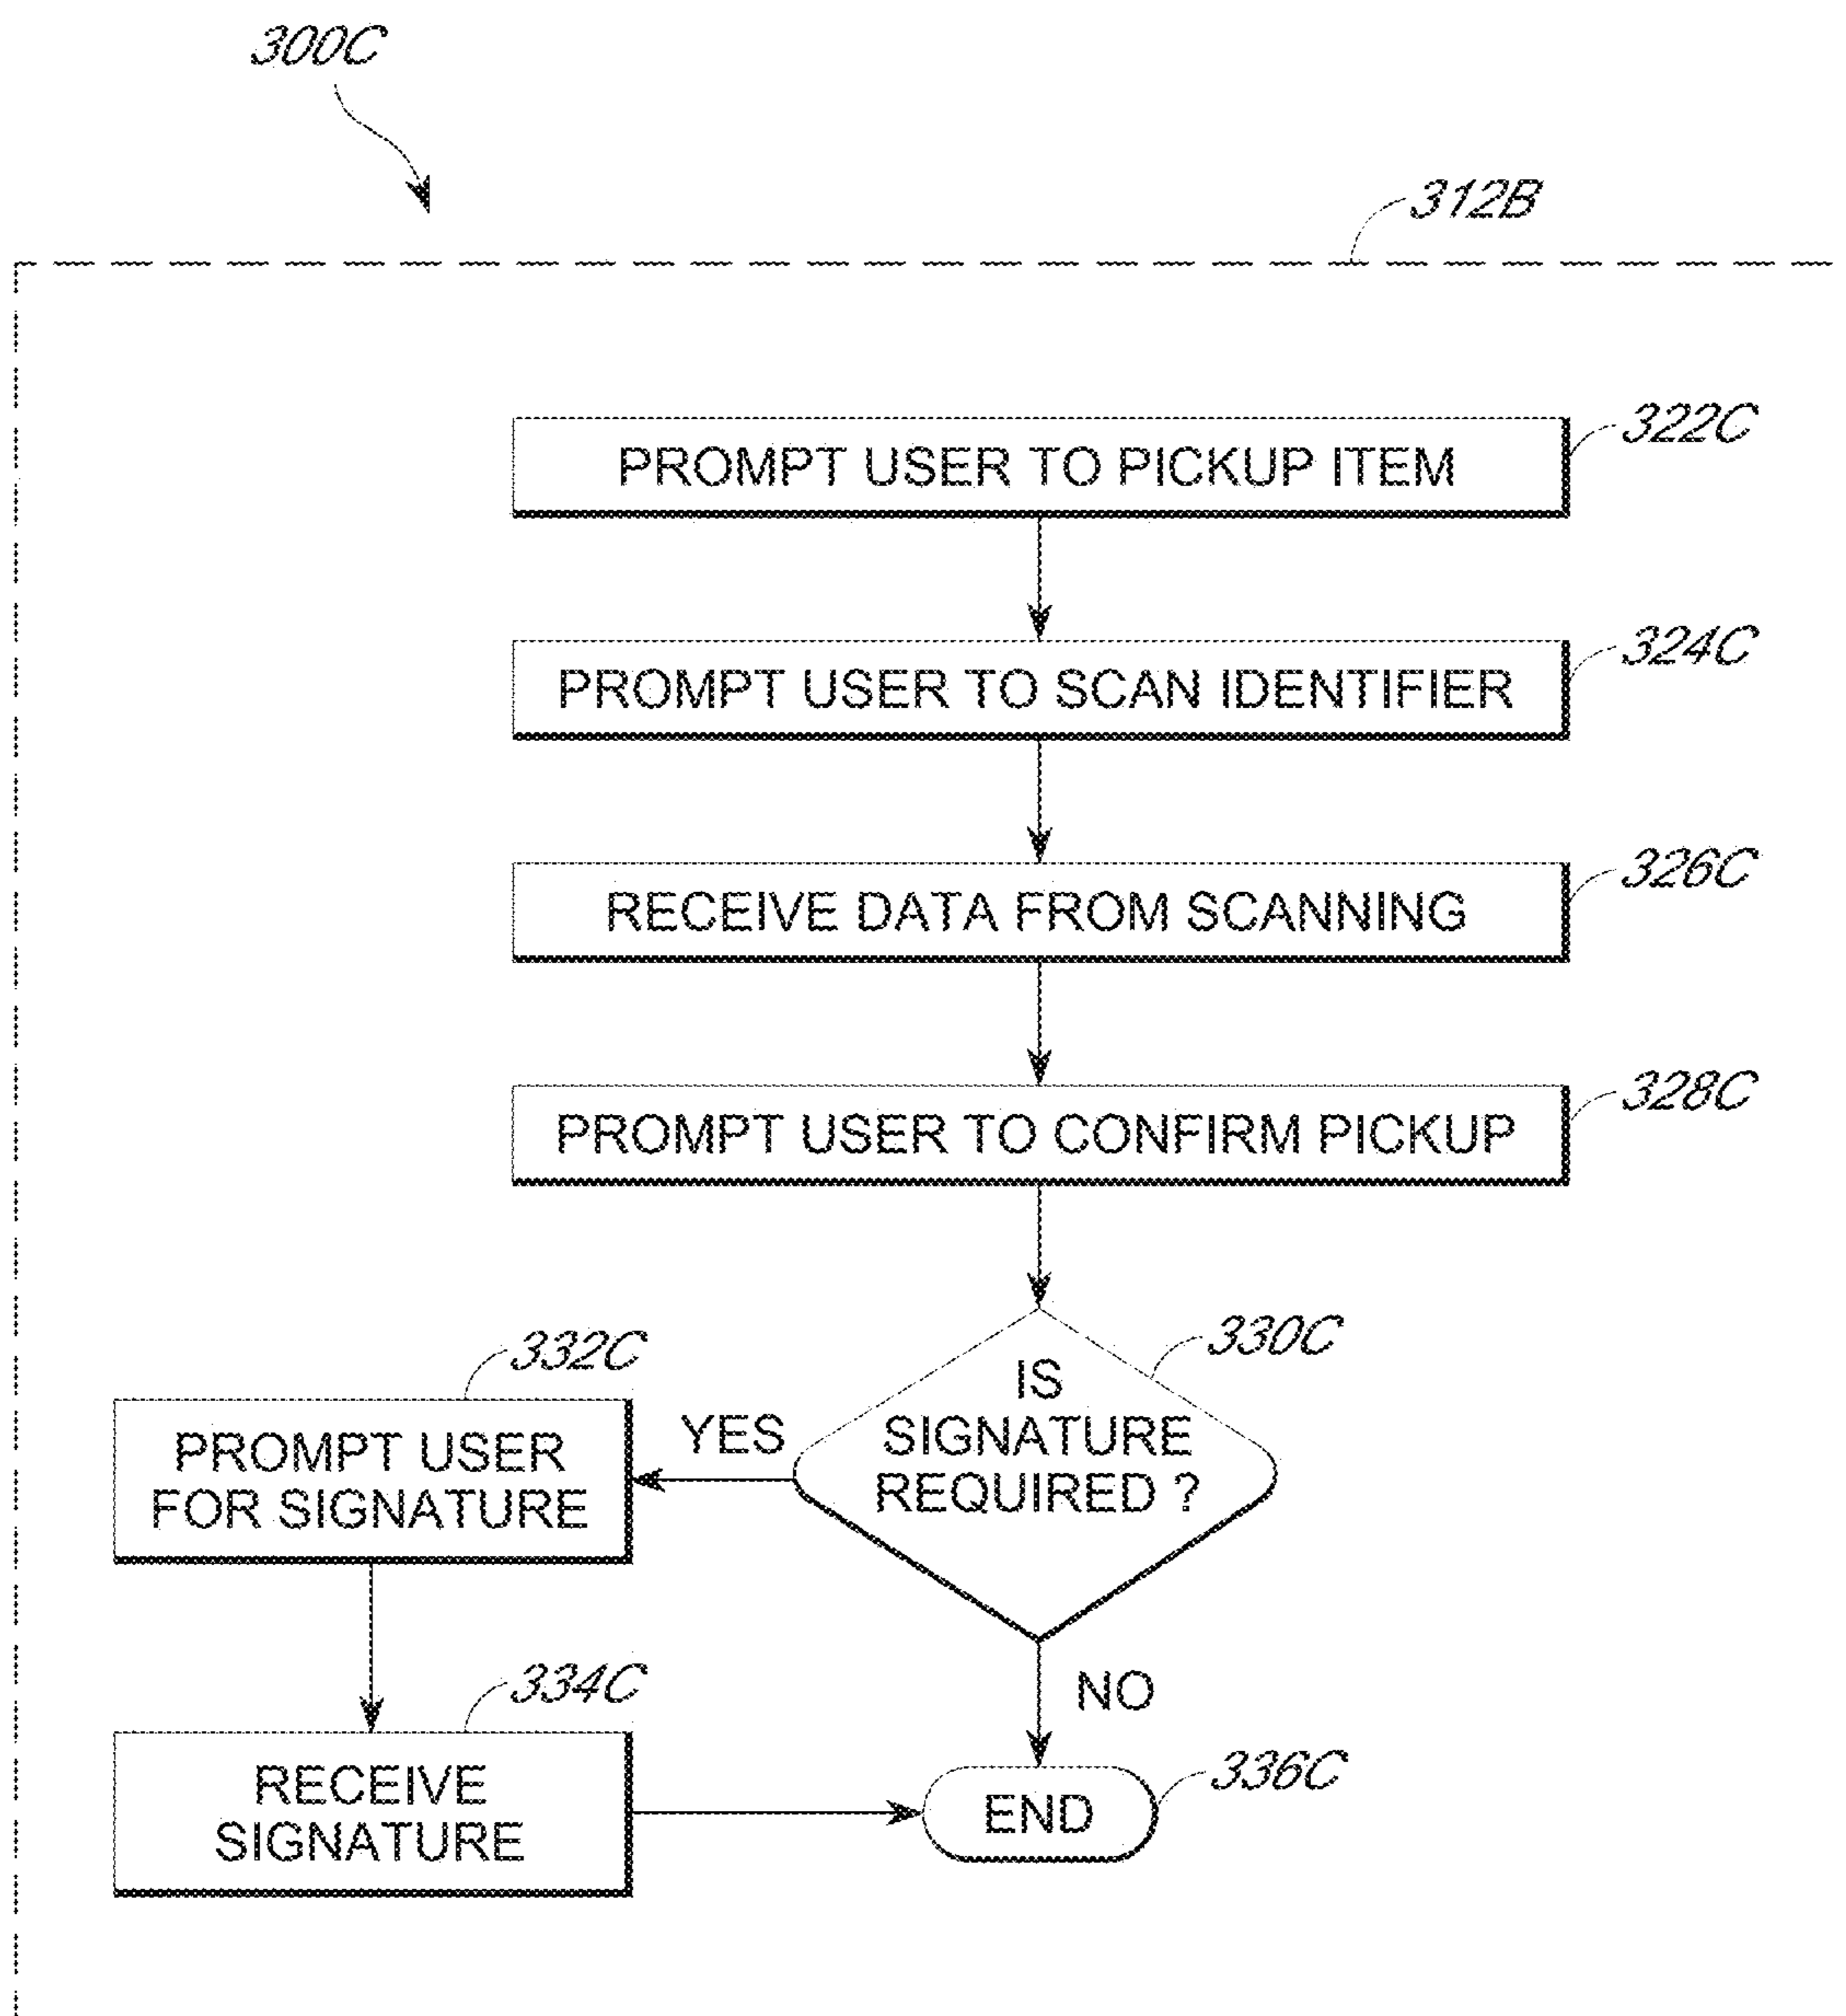 300C
312B
PROMPT USER TO PICKUP ITEM
322C
PROMPT USER TO SCAN IDENTIFIER
324C
RECEIVE DATA FROM SCANNING
326C
PROMPT USER TO CONFIRM PICKUP
328C
330C
IS
SIGNATURE
REQUIRED ?
YES
332C
PROMPT USER
FOR SIGNATURE
334C
RECEIVE
SIGNATURE
NO
336C
END